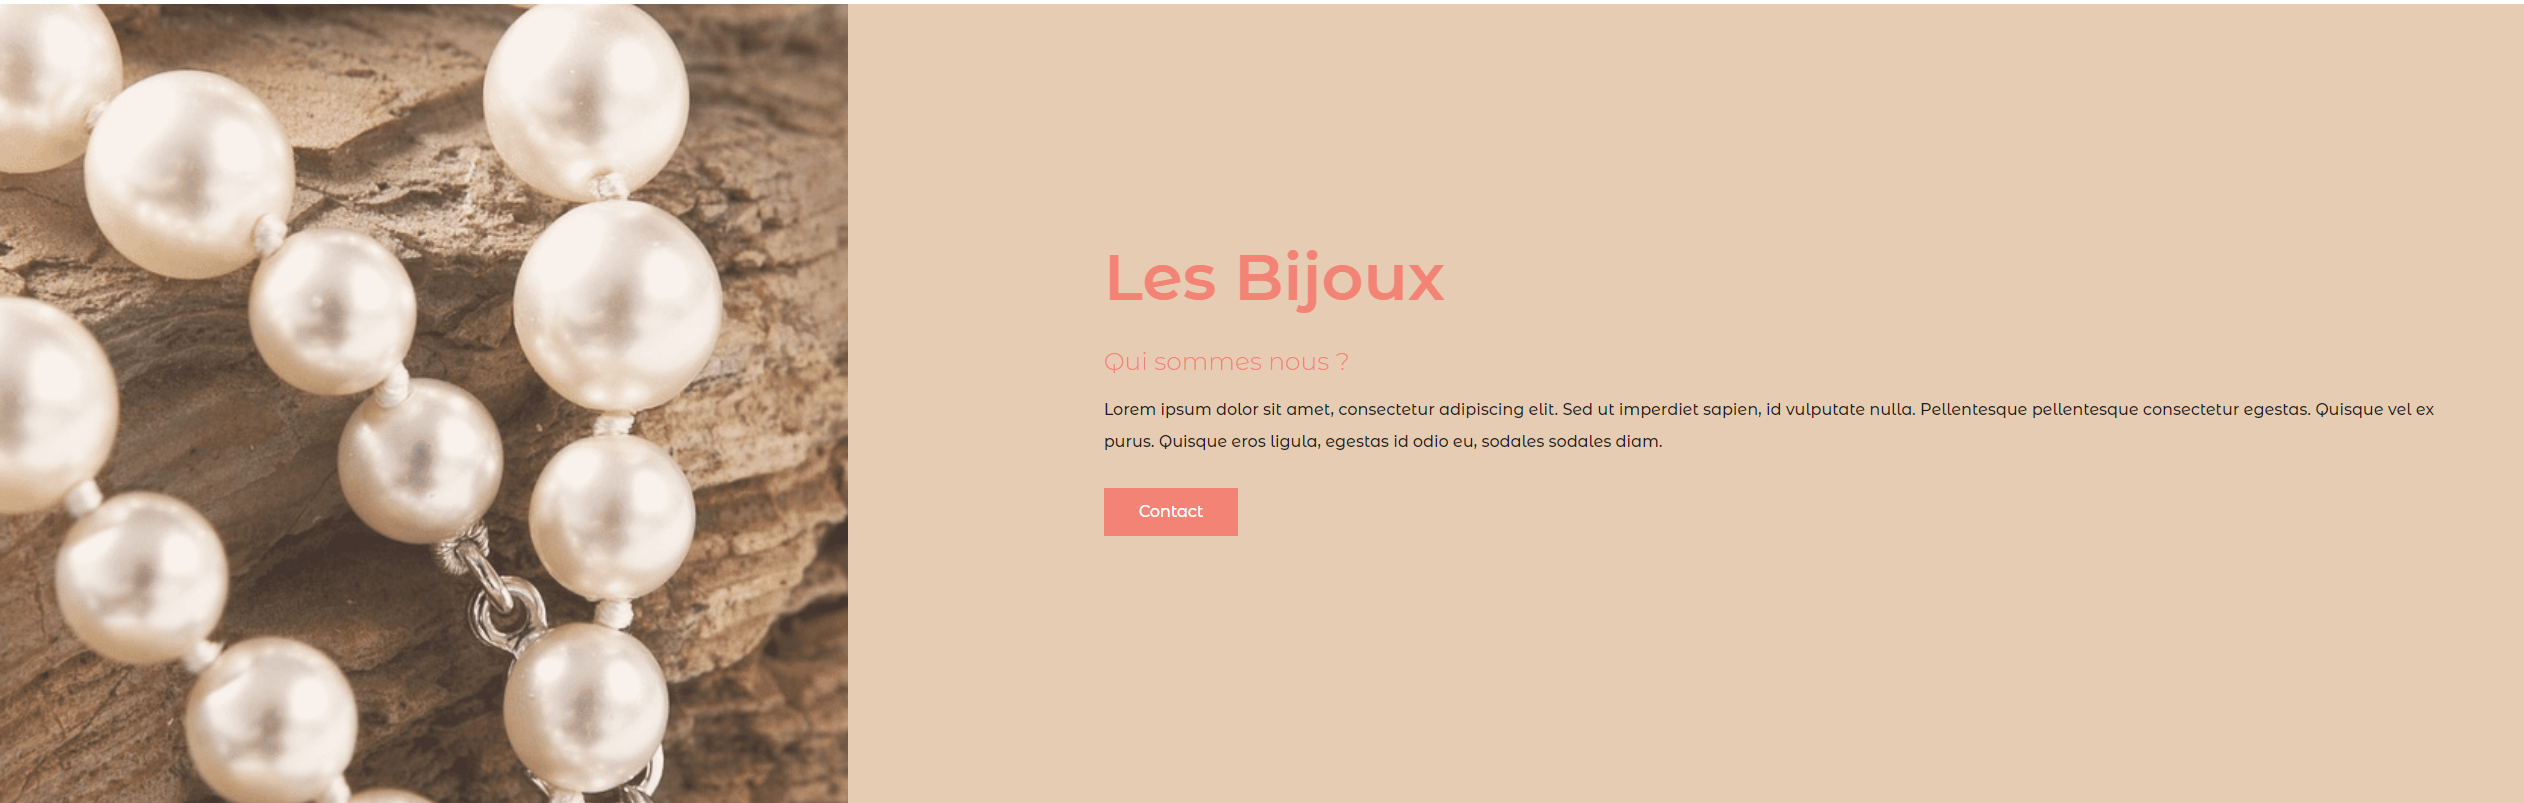 Les Bijoux
Qui sommes nous ?
Lorem ipsum dolor sit amet, consectetur adipiscing elit. Sed ut imperdiet sapien, id vulputate nulla. Pellentesque pellentesque consectetur egestas. Quisque vel ex
purus. Quisque eros ligula, egestas id odio eu, sodales sodales diam.
Contact